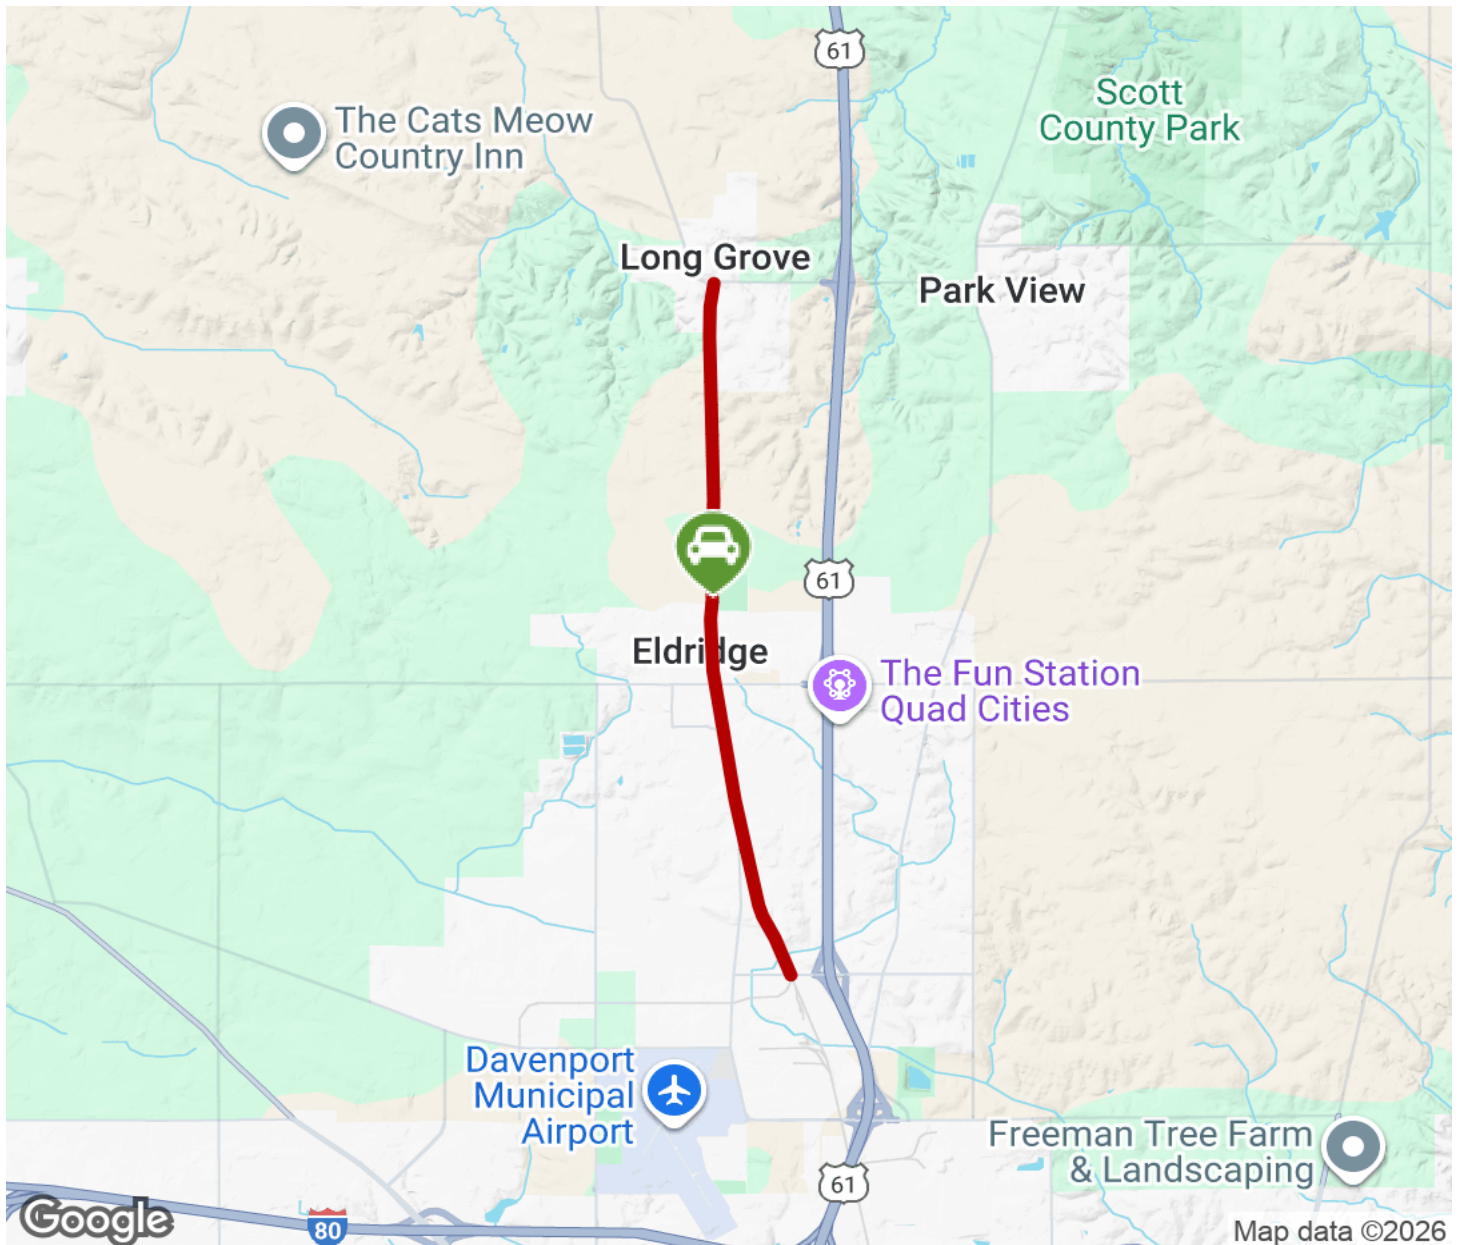 61
Scott
County Park
The Cats Meow
Country Inn
Long Grove
Park View
61
Eldridge
The Fun Station
Quad Cities
Davenport
Municipal
Airport
Freeman Tree Farm
& Landscaping
61
80
Google
Map data ©2026